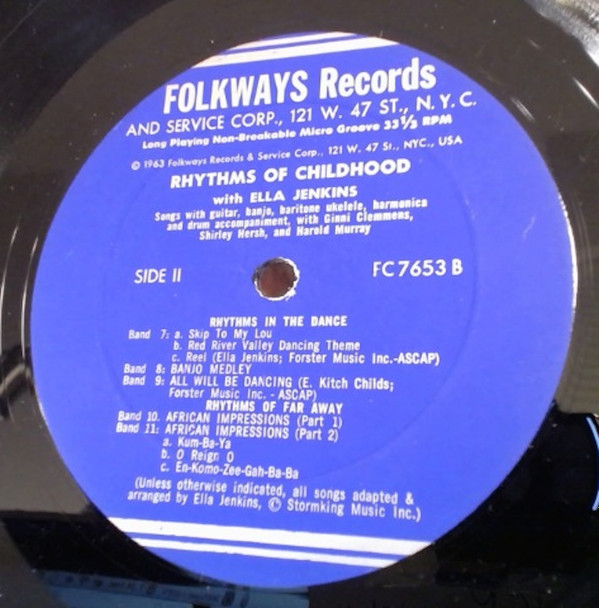 FOLKWAYS Records
AND SERVICE CORP., 121 W. 47 ST., N.Y.C.
Long Playing Non-Breakable Micro Groove 33⅓ RPM
© 1963 Folkways Records & Service Corp., 121 W. 47 St., NYC., USA
RHYTHMS OF CHILDHOOD
with ELLA JENKINS
Songs with guitar, banjo, baritone ukelele, harmonica
and drum accompaniment, with Ginni Clemmens,
Shirley Hersh, and Harold Murray
SIDE II FC 7653 B
RHYTHMS IN THE DANCE
Band 7: a. Skip To My Lou
b. Red River Valley Dancing Theme
c. Reel (Ella Jenkins; Forster Music Inc.-ASCAP)
Band 8: BANJO MEDLEY
Band 9: ALL WILL BE DANCING (E. Kitch Childs;
Forster Music Inc. - ASCAP)
RHYTHMS OF FAR AWAY
Band 10. AFRICAN IMPRESSIONS (Part 1)
Band 11: AFRICAN IMPRESSIONS (Part 2)
a. Kum-Ba-Ya
b. O Reign O
c. En-Komo-Zee-Gah-Ba-Ba
(Unless otherwise indicated, all songs adapted &
arranged by Ella Jenkins, © Stormking Music Inc.)